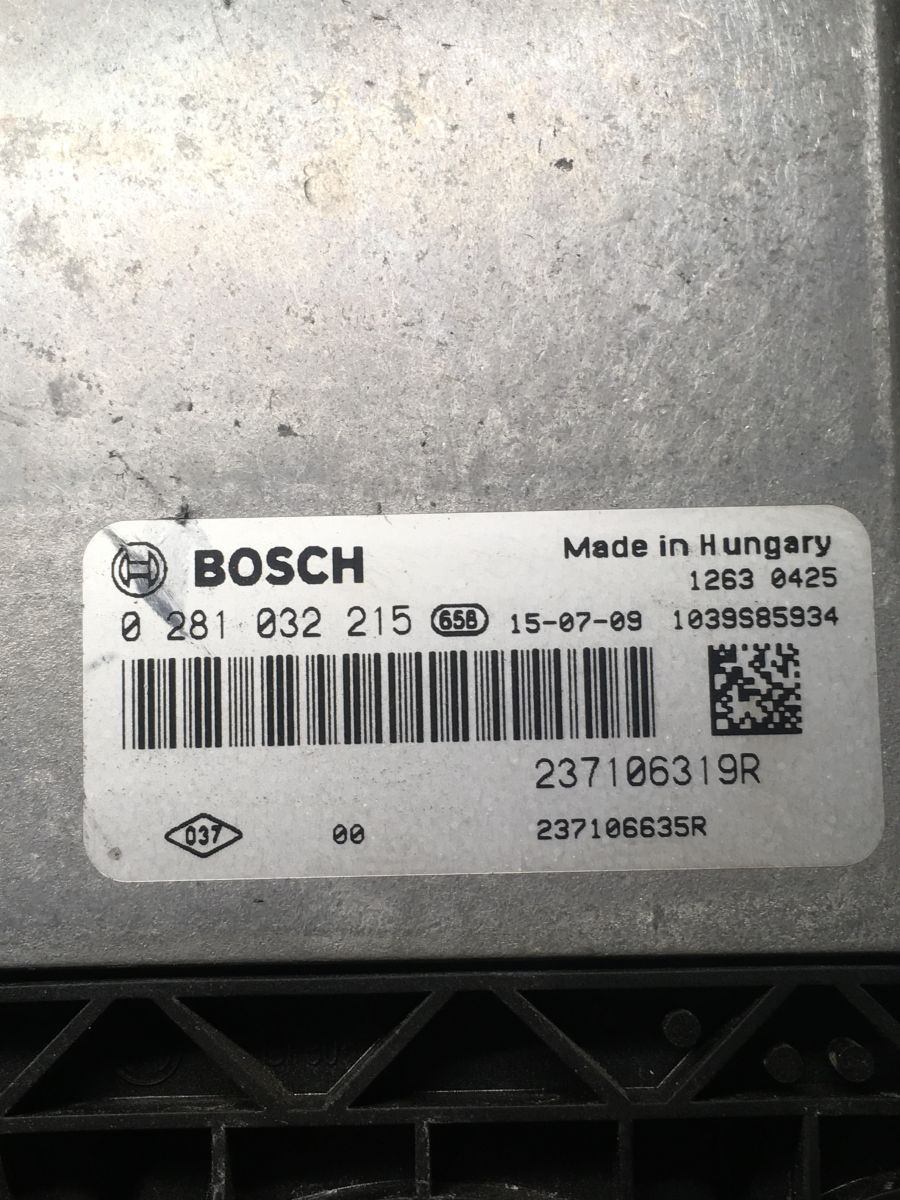 BOSCH
Made in Hungary
1263 0425
0 281 032 215 658 15-07-09 1039S85934
237106319R
037 00 237106635R